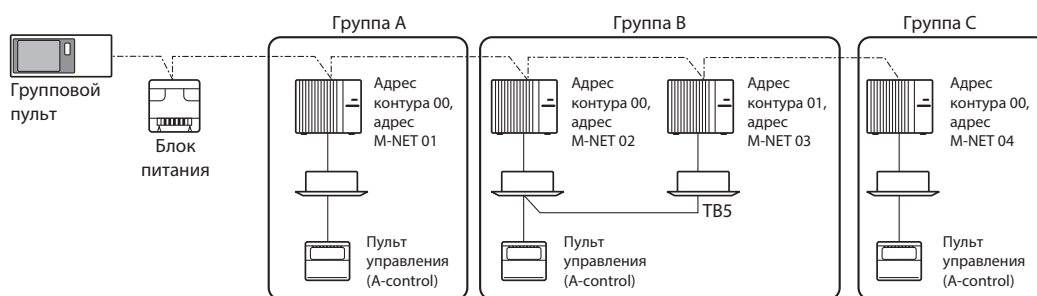 Группа A
Группа B
Группа C
Групповой
пульт
Блок
питания
Адрес
контура 00,
адрес
M-NET 01
Адрес
контура 00,
адрес
M-NET 02
Адрес
контура 01,
адрес
M-NET 03
Адрес
контура 00,
адрес
M-NET 04
TB5
Пульт
управления
(A-control)
Пульт
управления
(A-control)
Пульт
управления
(A-control)